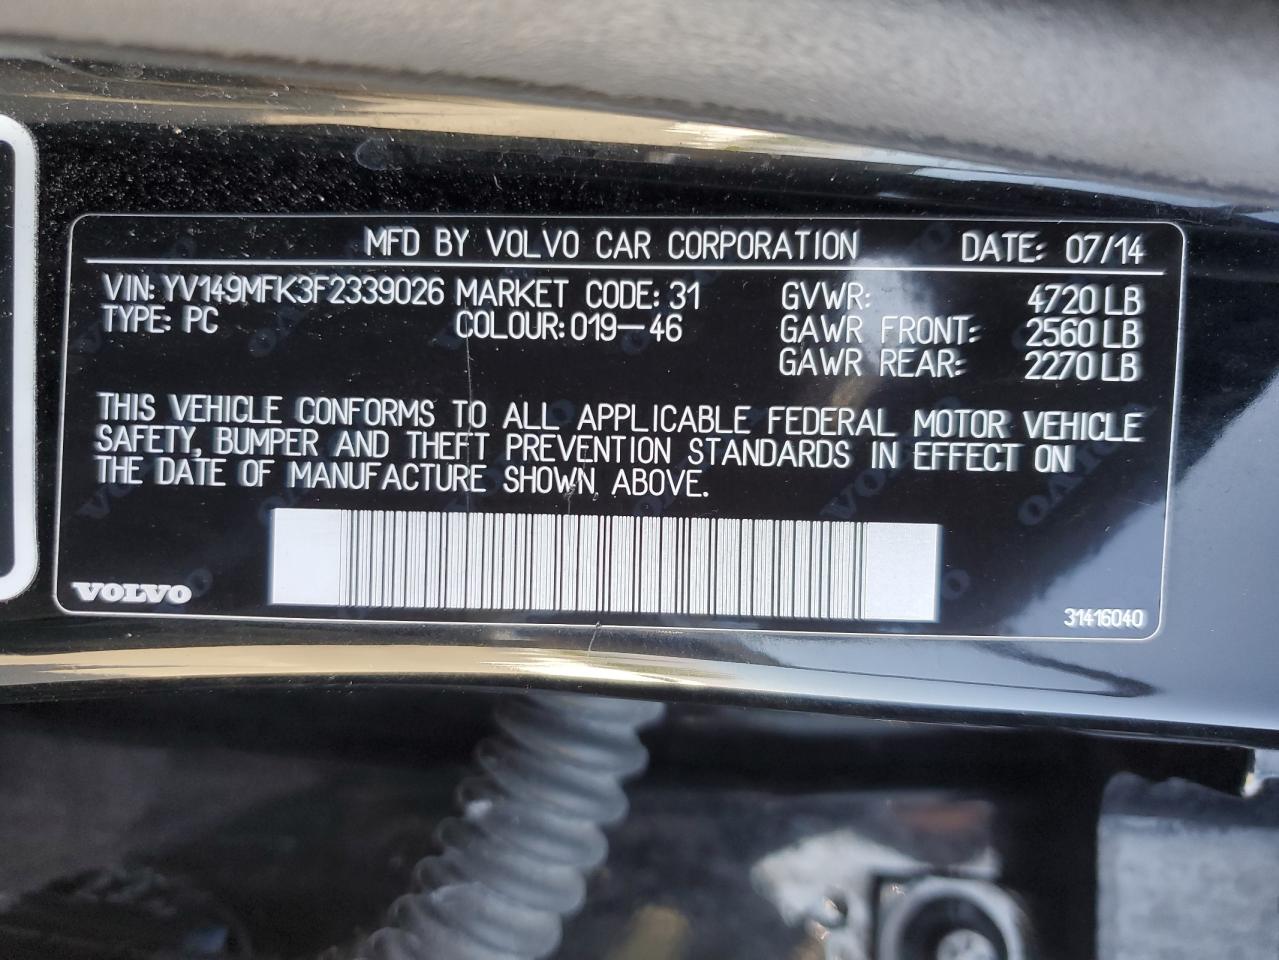 MFD BY VOLVO CAR CORPORATION DATE: 07/14
VIN: YV149MFK3F2339026 MARKET CODE: 31 GVWR: 4720 LB
TYPE: PC COLOUR: 019-46 GAWR FRONT: 2560 LB
GAWR REAR: 2270 LB
THIS VEHICLE CONFORMS TO ALL APPLICABLE FEDERAL MOTOR VEHICLE
SAFETY, BUMPER AND THEFT PREVENTION STANDARDS IN EFFECT ON
THE DATE OF MANUFACTURE SHOWN ABOVE.
VOLVO 31416040